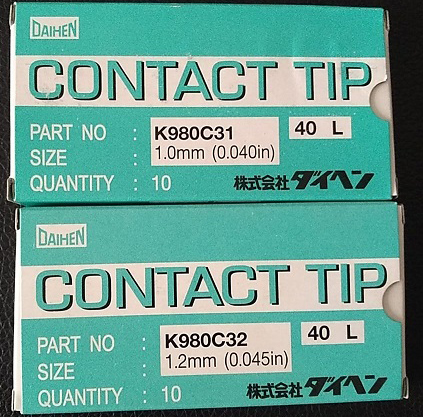 DAIHEN
CONTACT TIP
PART NO : K980C31 40 L
SIZE : 1.0mm (0.040in)
QUANTITY : 10 株式会社ダイヘン
DAIHEN
CONTACT TIP
PART NO : K980C32 40 L
SIZE : 1.2mm (0.045in)
QUANTITY : 10 株式会社ダイヘン